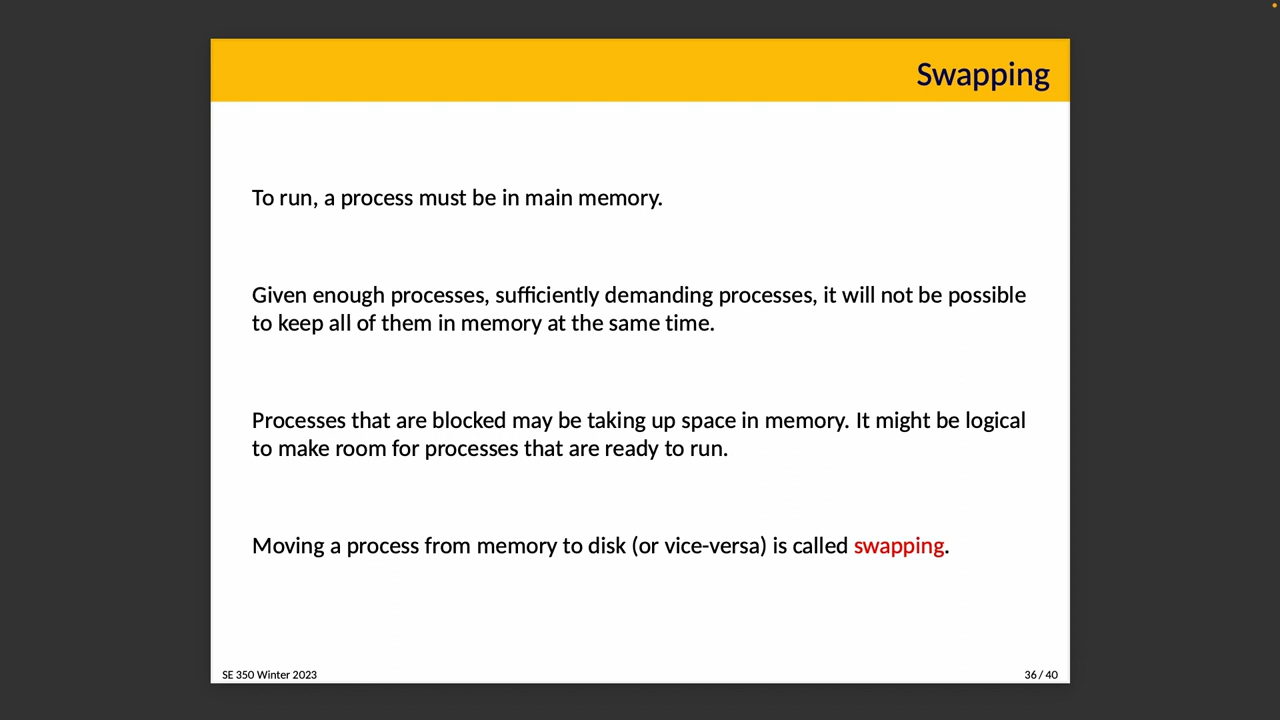 Swapping
To run, a process must be in main memory.
Given enough processes, sufficiently demanding processes, it will not be possible
to keep all of them in memory at the same time.
Processes that are blocked may be taking up space in memory. It might be logical
to make room for processes that are ready to run.
Moving a process from memory to disk (or vice-versa) is called swapping.
SE 350 Winter 2023
36 / 40